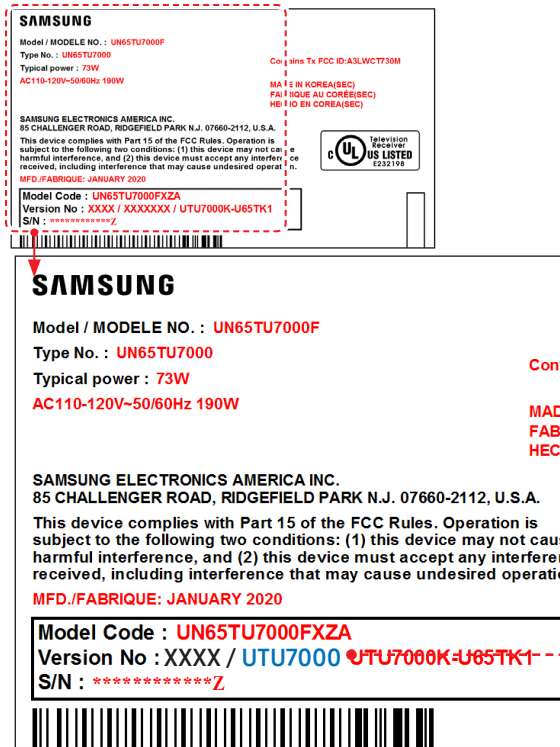 SAMSUNG
Model / MODELE NO. : UN65TU7000F
Type No. : UN65TU7000
Typical power : 73W
AC110-120V~50/60Hz 190W
Contains Tx FCC ID:A3LWCT730M
MADE IN KOREA(SEC)
FABRIQUE AU CORÉE(SEC)
HECHO EN COREA(SEC)
SAMSUNG ELECTRONICS AMERICA INC.
85 CHALLENGER ROAD, RIDGEFIELD PARK N.J. 07660-2112, U.S.A.
This device complies with Part 15 of the FCC Rules. Operation is
subject to the following two conditions: (1) this device may not cause
harmful interference, and (2) this device must accept any interference
received, including interference that may cause undesired operation.
MFD./FABRIQUE: JANUARY 2020
C UL US LISTED
Television
Receiver
E232198
Model Code : UN65TU7000FXZA
Version No : XXXX / XXXXXXX / UTU7000K-U65TK1
S/N : ************Z
SAMSUNG
Model / MODELE NO. : UN65TU7000F
Type No. : UN65TU7000
Typical power : 73W
AC110-120V~50/60Hz 190W
Con
MAD
FAB
HEC
SAMSUNG ELECTRONICS AMERICA INC.
85 CHALLENGER ROAD, RIDGEFIELD PARK N.J. 07660-2112, U.S.A.
This device complies with Part 15 of the FCC Rules. Operation is
subject to the following two conditions: (1) this device may not caus
harmful interference, and (2) this device must accept any interferen
received, including interference that may cause undesired operatio
MFD./FABRIQUE: JANUARY 2020
Model Code : UN65TU7000FXZA
Version No : XXXX / UTU7000 UTU7000K-U65TK1
S/N : ************Z